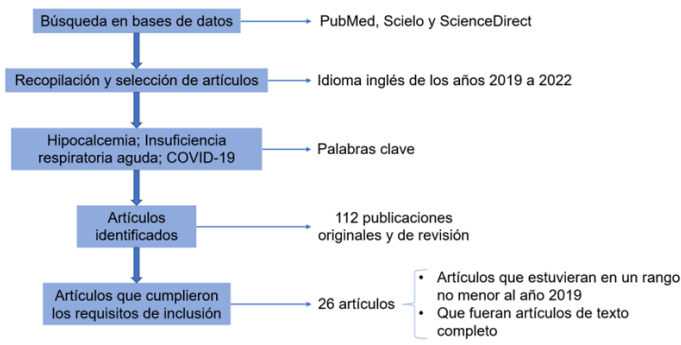 Búsqueda en bases de datos
PubMed, Scielo y ScienceDirect
Recopilación y selección de artículos
Idioma inglés de los años 2019 a 2022
Hipocalcemia; Insuficiencia
respiratoria aguda; COVID-19
Palabras clave
Artículos
identificados
112 publicaciones
originales y de revisión
Artículos que cumplieron
los requisitos de inclusión
26 artículos
• Artículos que estuvieran en un rango
no menor al año 2019
• Que fueran artículos de texto
completo